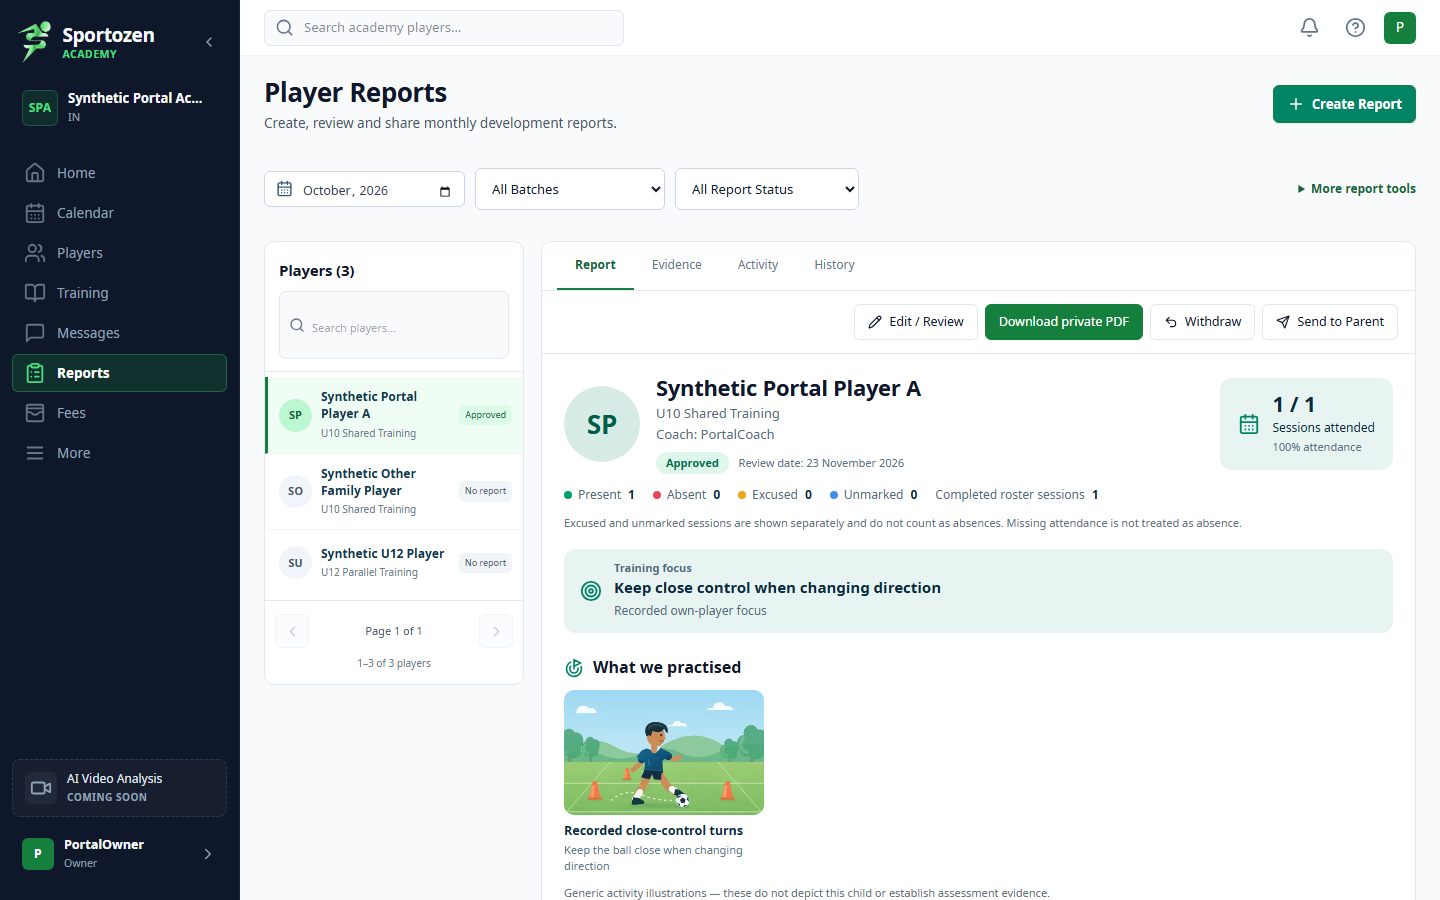 Sportozen
ACADEMY
SPA
Synthetic Portal Ac...
IN
Home
Calendar
Players
Training
Messages
Reports
Fees
More
AI Video Analysis
COMING SOON
P
PortalOwner
Owner
Search academy players...
P
Player Reports
Create, review and share monthly development reports.
+ Create Report
October, 2026
All Batches
All Report Status
More report tools
Players (3)
Search players...
SP
Synthetic Portal
Player A
U10 Shared Training
Approved
SO
Synthetic Other
Family Player
U10 Shared Training
No report
SU
Synthetic U12 Player
U12 Parallel Training
No report
Page 1 of 1
1–3 of 3 players
Report
Evidence
Activity
History
Edit / Review
Download private PDF
Withdraw
Send to Parent
SP
Synthetic Portal Player A
U10 Shared Training
Coach: PortalCoach
Approved
Review date: 23 November 2026
1 / 1
Sessions attended
100% attendance
Present 1
Absent 0
Excused 0
Unmarked 0
Completed roster sessions 1
Excused and unmarked sessions are shown separately and do not count as absences. Missing attendance is not treated as absence.
Training focus
Keep close control when changing direction
Recorded own-player focus
What we practised
Recorded close-control turns
Keep the ball close when changing
direction
Generic activity illustrations — these do not depict this child or establish assessment evidence.